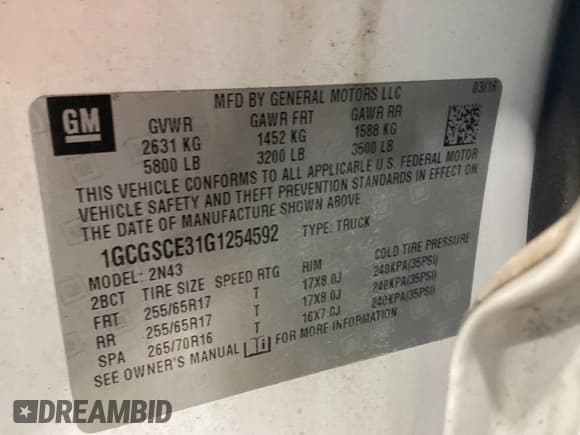 MFD BY GENERAL MOTORS LLC 03/16
GM
GVWR GAWR FRT GAWR RR
2631 KG 1452 KG 1588 KG
5800 LB 3200 LB 3500 LB
THIS VEHICLE CONFORMS TO ALL APPLICABLE U.S. FEDERAL MOTOR
VEHICLE SAFETY AND THEFT PREVENTION STANDARDS IN EFFECT ON
THE DATE OF MANUFACTURE SHOWN ABOVE
1GCGSCE31G1254592 TYPE: TRUCK
MODEL: 2N43
2BCT TIRE SIZE SPEED RTG RIM COLD TIRE PRESSURE
FRT 255/65R17 T 17X8.0J 240KPA(35PSI)
RR 255/65R17 T 17X8.0J 240KPA(35PSI)
SPA 265/70R16 T 16X7.0J 240KPA(35PSI)
SEE OWNER'S MANUAL FOR MORE INFORMATION
DREAMBID